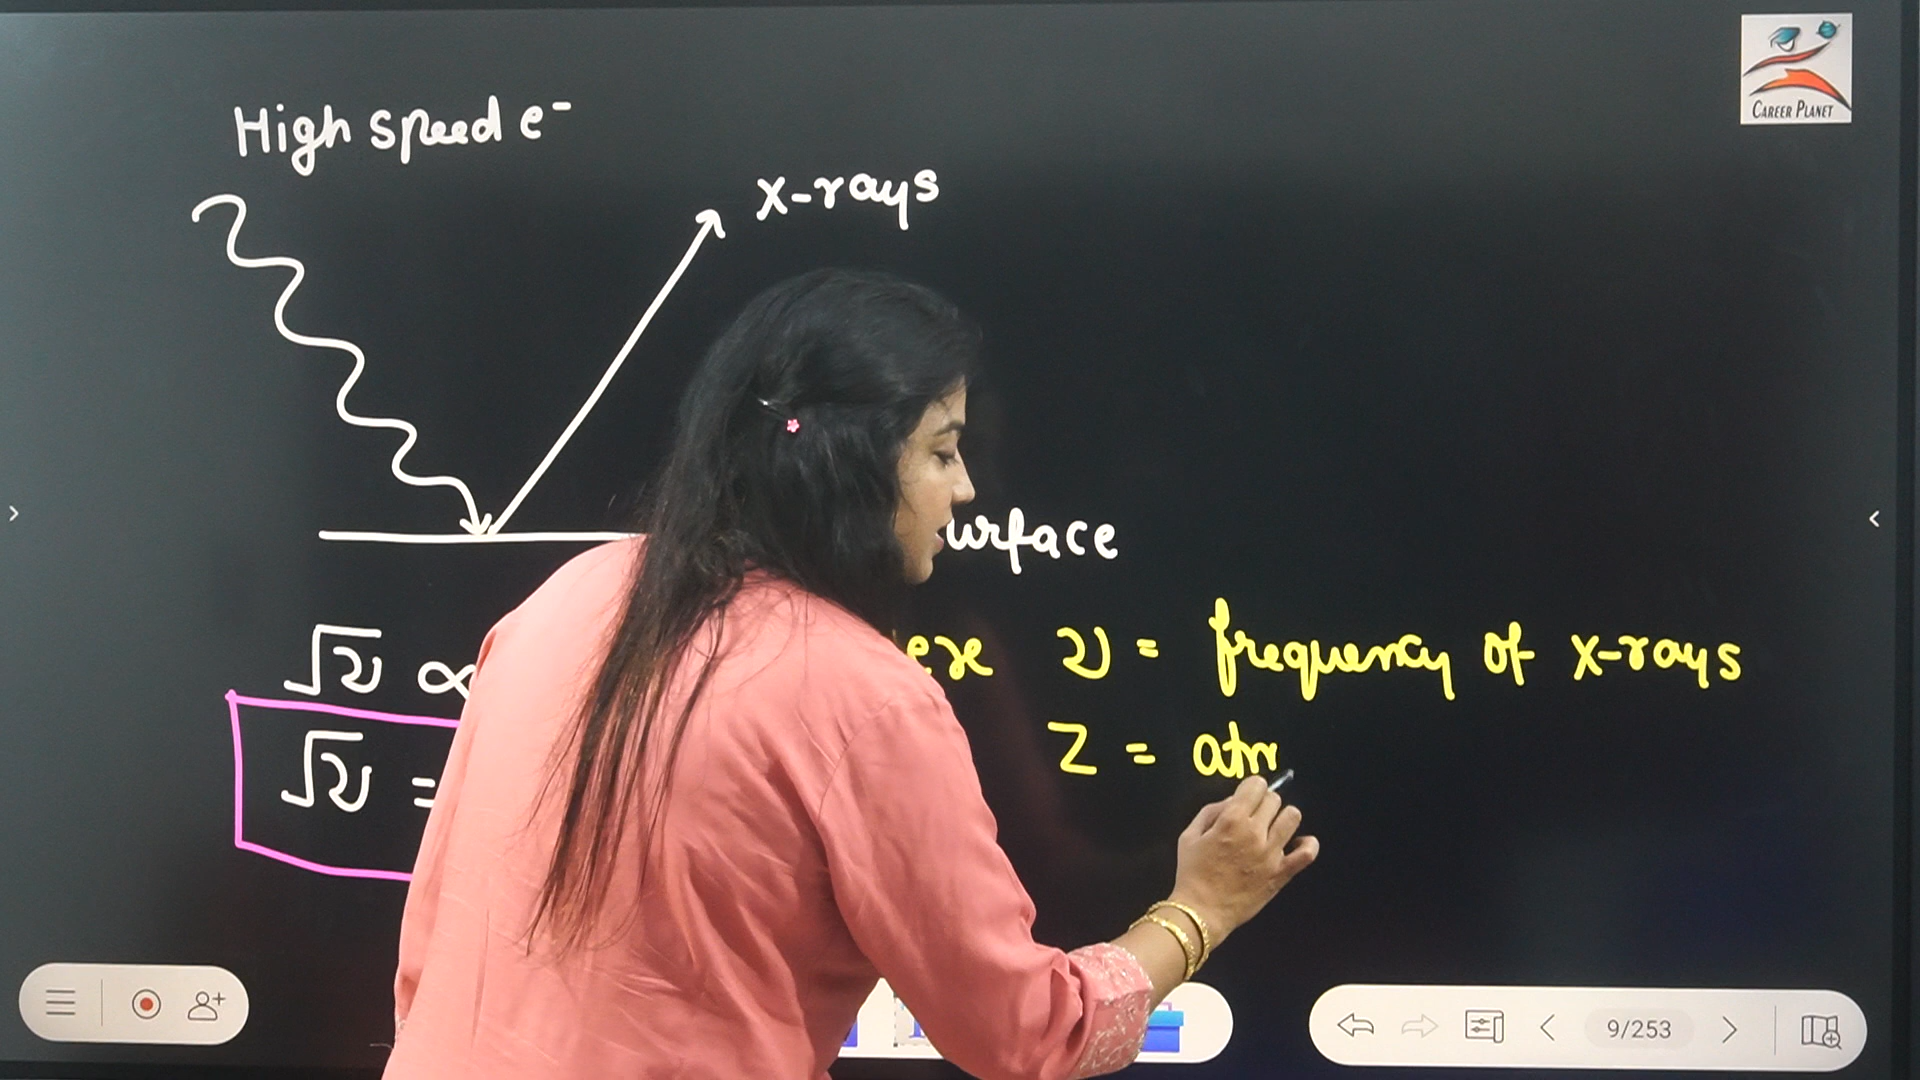 CAREER PLANET
High speed e⁻
x-rays
urface
√ν ∝
ere ν = frequency of x-rays
√ν =
Z = atm
9/253